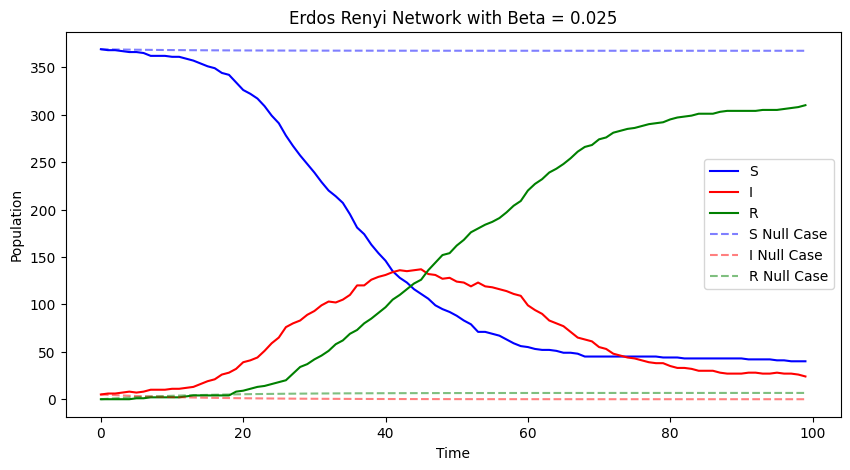 Erdos Renyi Network with Beta = 0.025
Population
350
300
250
200
150
100
50
0
S
I
R
S Null Case
I Null Case
R Null Case
0 20 40 60 80 100
Time